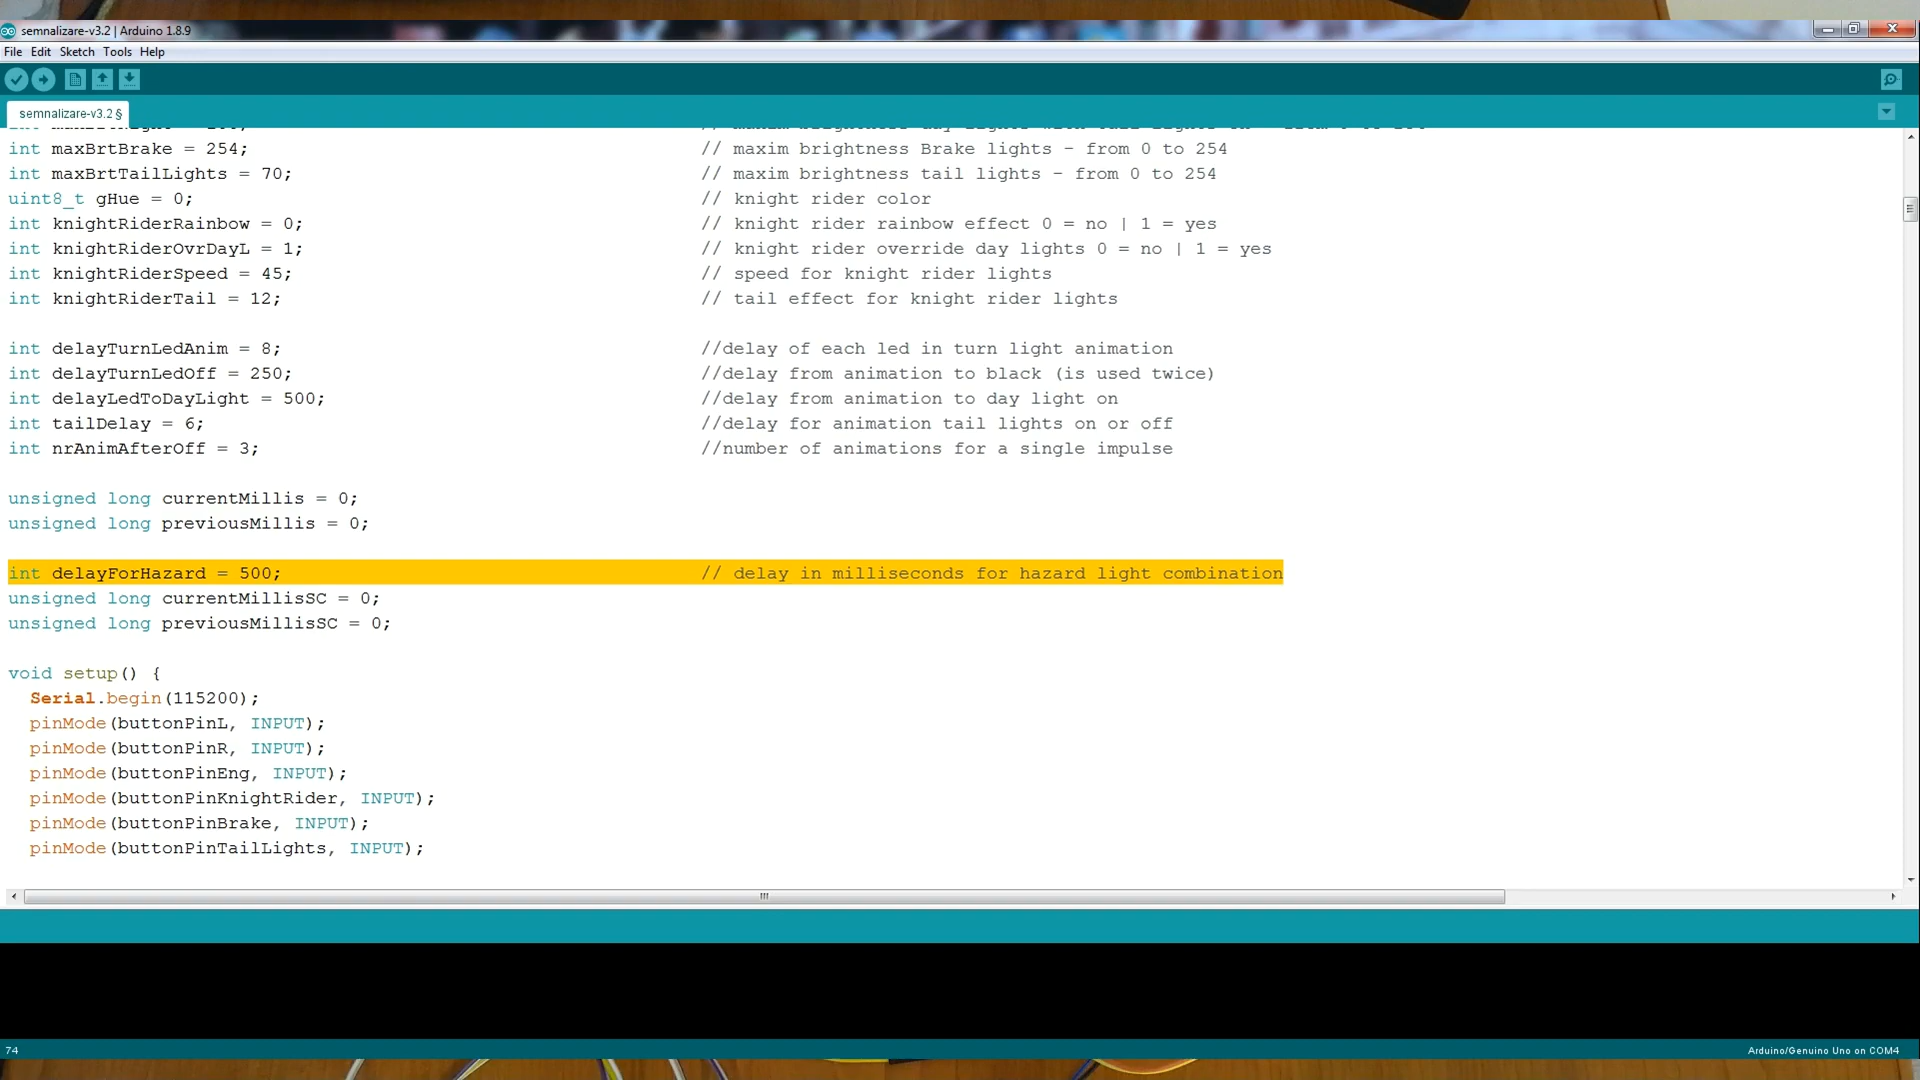 semnalizare-v3.2 | Arduino 1.8.9
File Edit Sketch Tools Help
semnalizare-v3.2 §
int maxBrtBrake = 254; // maxim brightness Brake lights - from 0 to 254
int maxBrtTailLights = 70; // maxim brightness tail lights - from 0 to 254
uint8_t gHue = 0; // knight rider color
int knightRiderRainbow = 0; // knight rider rainbow effect 0 = no | 1 = yes
int knightRiderOvrDayL = 1; // knight rider override day lights 0 = no | 1 = yes
int knightRiderSpeed = 45; // speed for knight rider lights
int knightRiderTail = 12; // tail effect for knight rider lights
int delayTurnLedAnim = 8; //delay of each led in turn light animation
int delayTurnLedOff = 250; //delay from animation to black (is used twice)
int delayLedToDayLight = 500; //delay from animation to day light on
int tailDelay = 6; //delay for animation tail lights on or off
int nrAnimAfterOff = 3; //number of animations for a single impulse
unsigned long currentMillis = 0;
unsigned long previousMillis = 0;
int delayForHazard = 500; // delay in milliseconds for hazard light combination
unsigned long currentMillisSC = 0;
unsigned long previousMillisSC = 0;
void setup() {
Serial.begin(115200);
pinMode(buttonPinL, INPUT);
pinMode(buttonPinR, INPUT);
pinMode(buttonPinEng, INPUT);
pinMode(buttonPinKnightRider, INPUT);
pinMode(buttonPinBrake, INPUT);
pinMode(buttonPinTailLights, INPUT);
74
Arduino/Genuino Uno on COM4